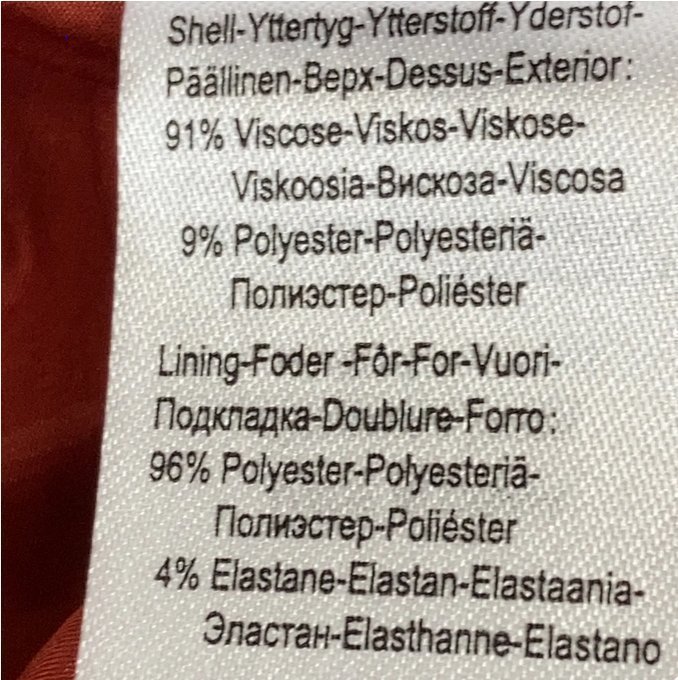 Shell-Yttertyg-Ytterstoff-Yderstof-
Päällinen-Верх-Dessus-Exterior:
91% Viscose-Viskos-Viskose-
Viskoosia-Вискоза-Viscosa
9% Polyester-Polyesteriä-
Полиэстер-Poliéster
Lining-Foder -Fôr-For-Vuori-
Подкладка-Doublure-Forro:
96% Polyester-Polyesteriä-
Полиэстер-Poliéster
4% Elastane-Elastan-Elastaania-
Эластан-Elasthanne-Elastano